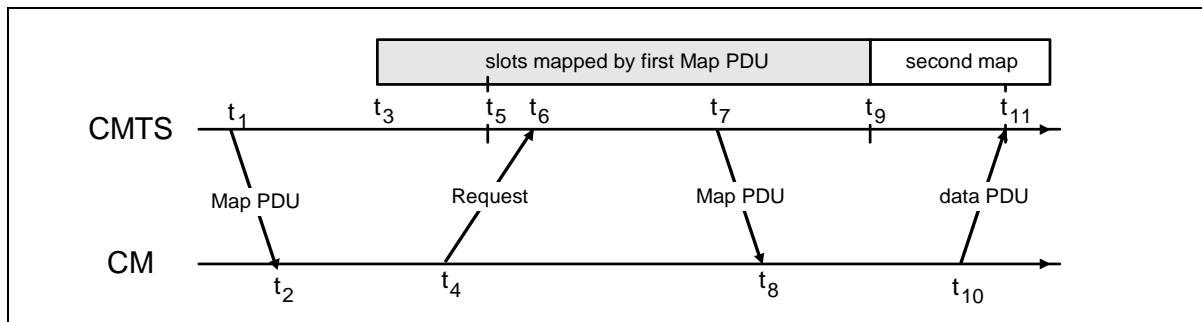 slots mapped by first Map PDU second map
t1 t3 t5 t6 t7 t9 t11
CMTS
Map PDU Request Map PDU data PDU
CM
t2 t4 t8 t10